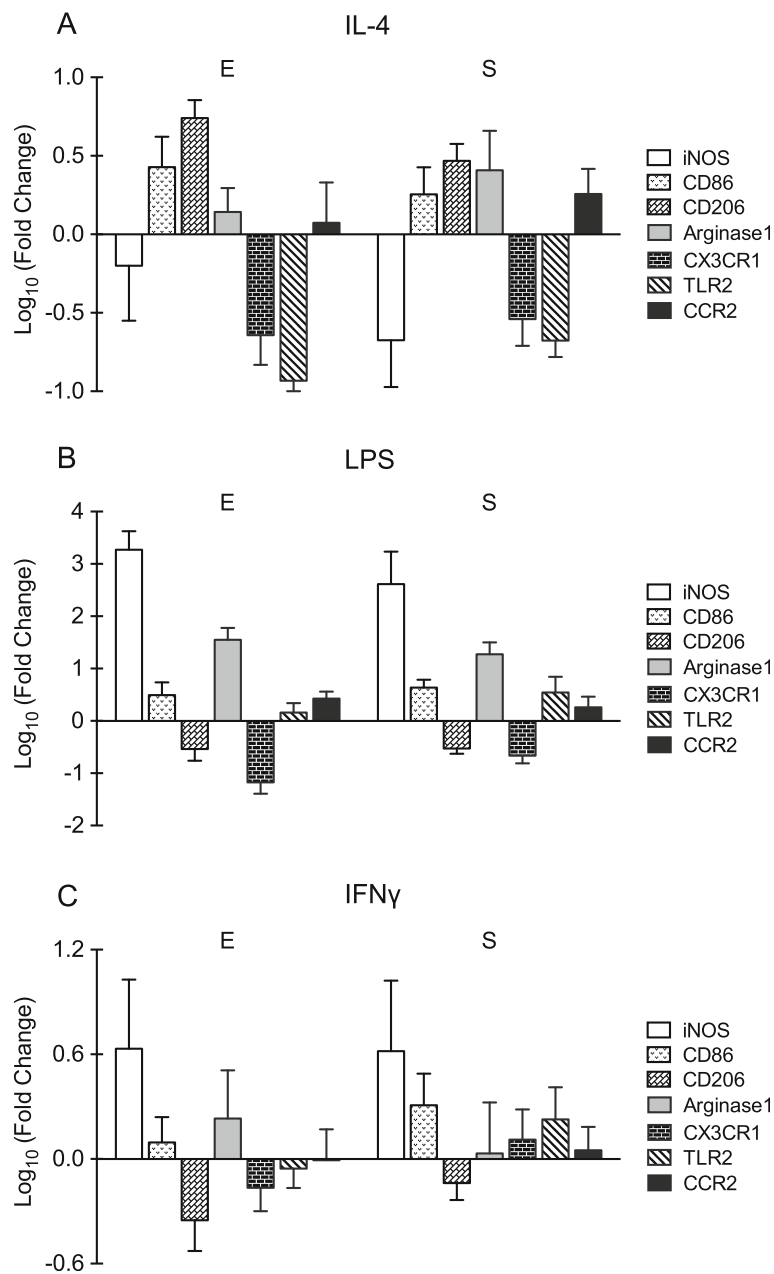 A
IL-4
E
S
Log10 (Fold Change)
1.0
0.5
0.0
-0.5
-1.0
iNOS
CD86
CD206
Arginase1
CX3CR1
TLR2
CCR2
B
LPS
E
S
Log10 (Fold Change)
4
3
2
1
0
-1
-2
iNOS
CD86
CD206
Arginase1
CX3CR1
TLR2
CCR2
C
IFNγ
E
S
Log10 (Fold Change)
1.2
0.6
0.0
-0.6
iNOS
CD86
CD206
Arginase1
CX3CR1
TLR2
CCR2